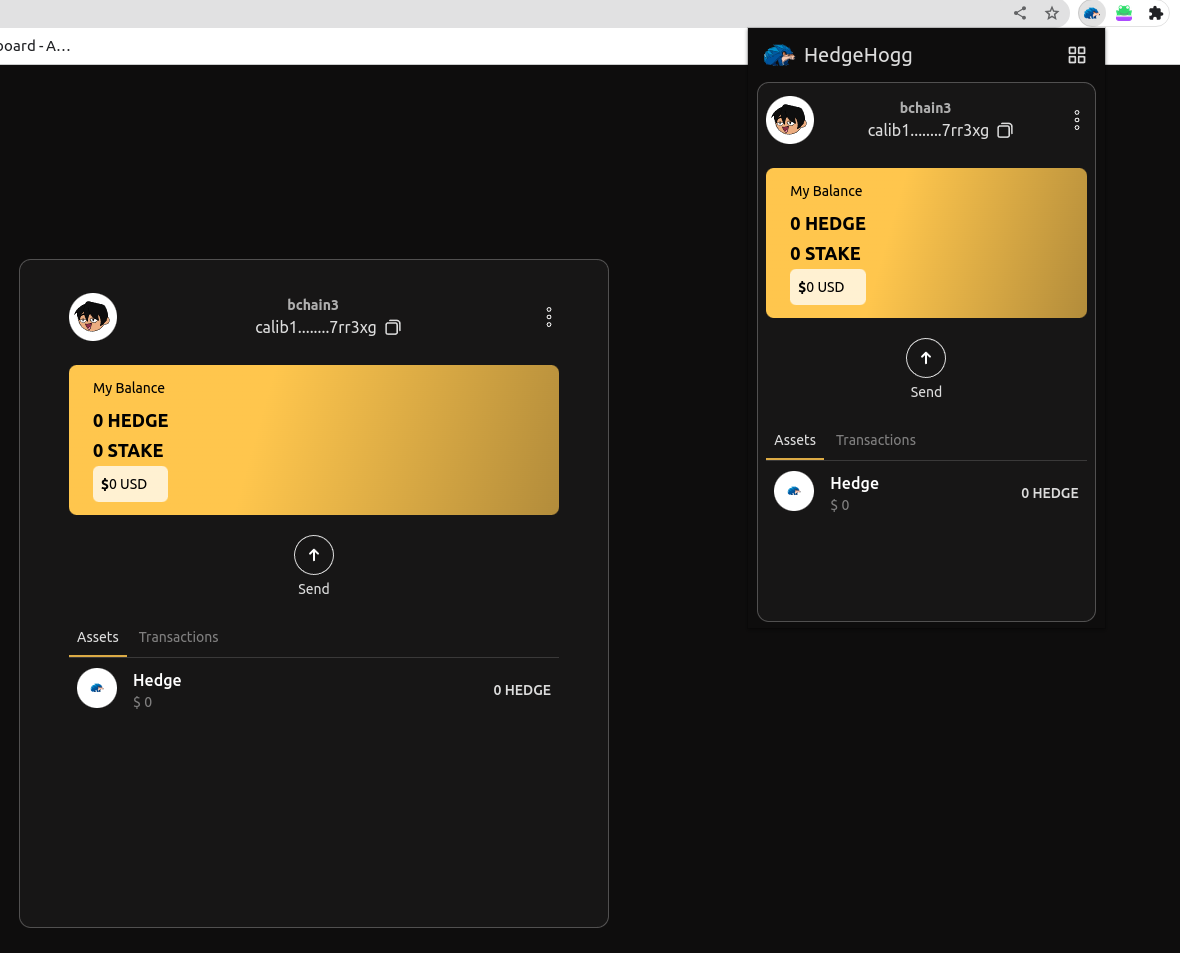 board - A…
HedgeHogg
bchain3
calib1........7rr3xg
My Balance
0 HEDGE
0 STAKE
$0 USD
Send
Assets Transactions
Hedge
$ 0
0 HEDGE
bchain3
calib1........7rr3xg
My Balance
0 HEDGE
0 STAKE
$0 USD
Send
Assets Transactions
Hedge
$ 0
0 HEDGE